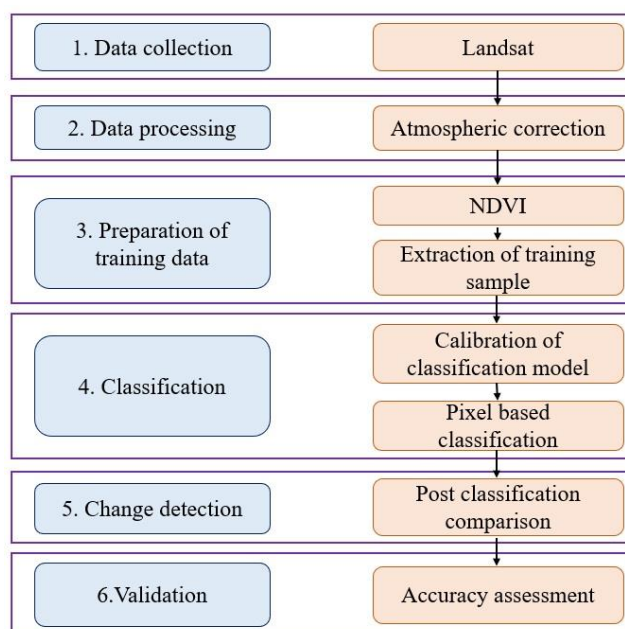 1. Data collection
Landsat
2. Data processing
Atmospheric correction
3. Preparation of
training data
NDVI
Extraction of training
sample
4. Classification
Calibration of
classification model
Pixel based
classification
5. Change detection
Post classification
comparison
6.Validation
Accuracy assessment